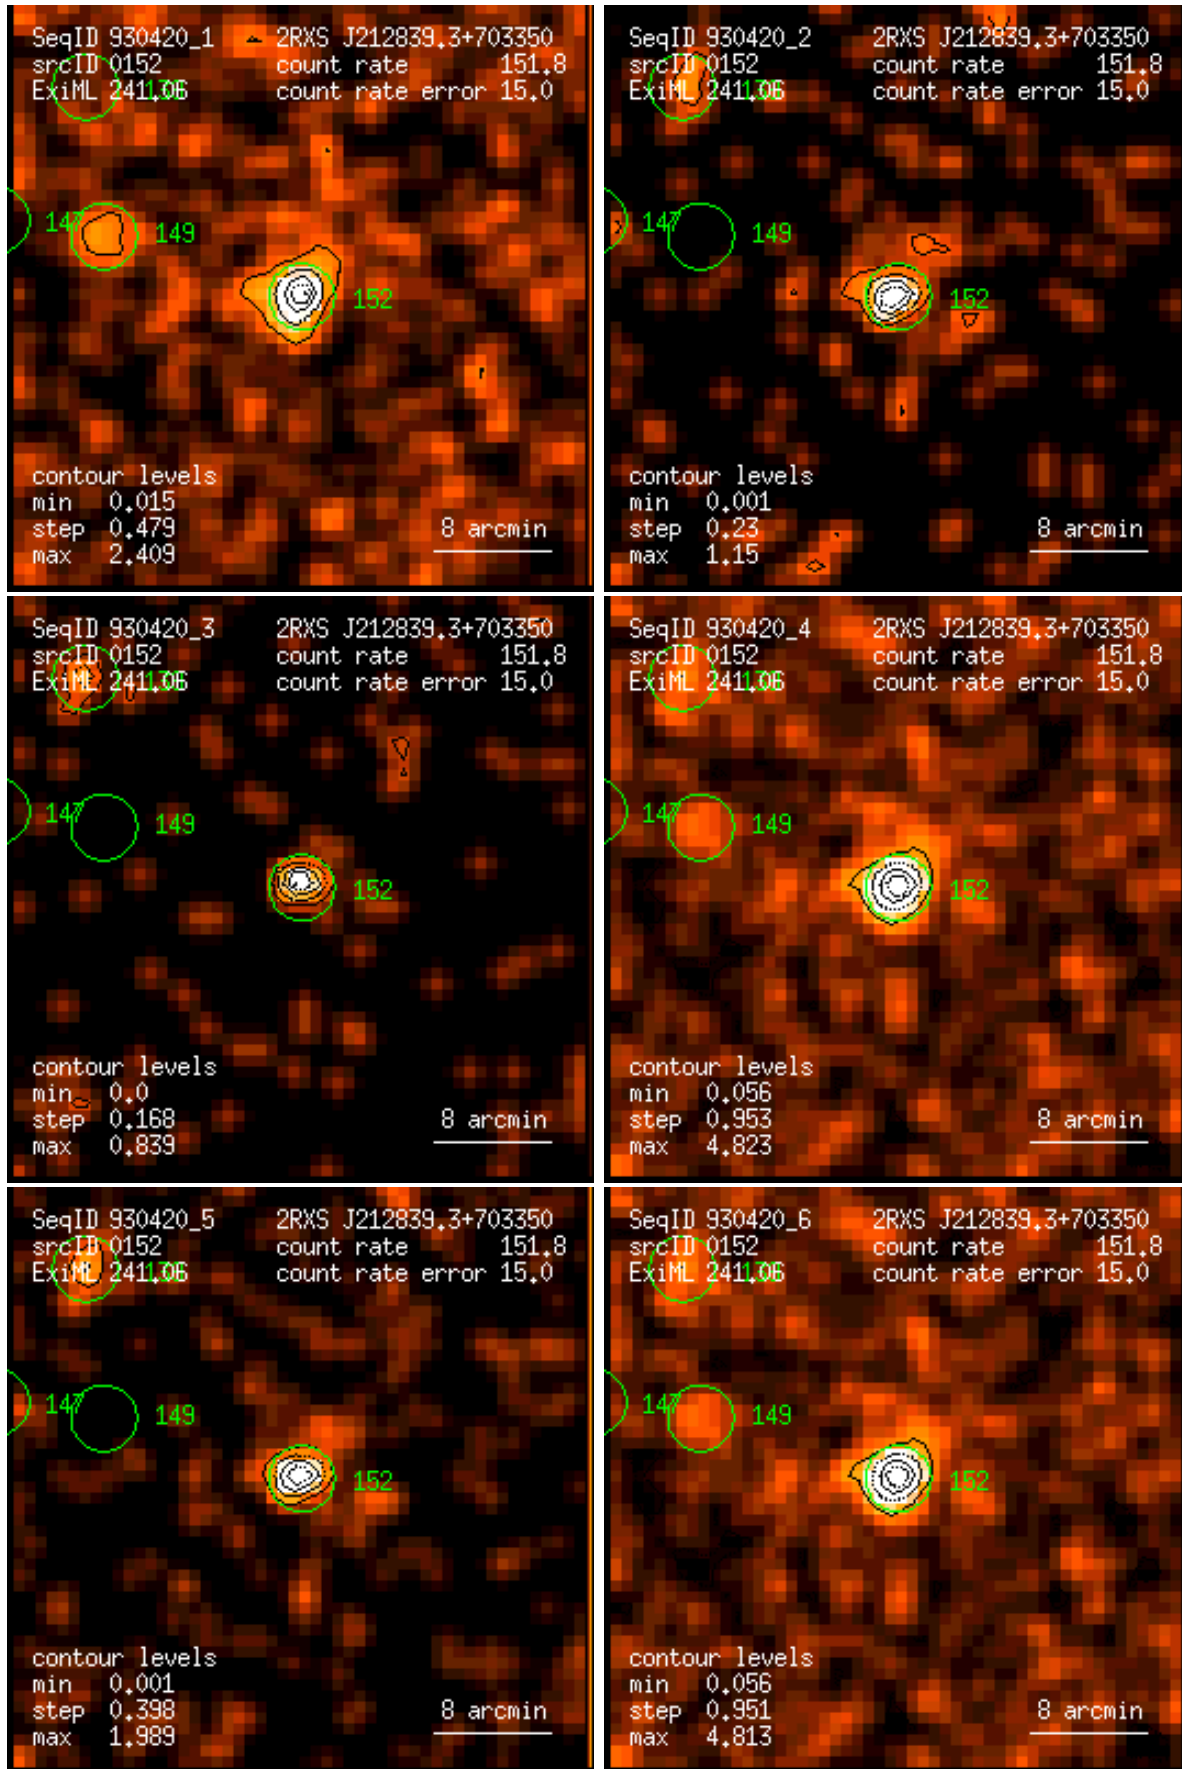 SeqID 930420_1 2RXS J212839.3+703350
srcID 0152 count rate 151.8
ExiML 241.06 count rate error 15.0
147
149
152
contour levels
min 0.015
step 0.479 8 arcmin
max 2.409
SeqID 930420_2 2RXS J212839.3+703350
srcID 0152 count rate 151.8
ExiML 241.06 count rate error 15.0
147
149
152
contour levels
min 0.001
step 0.23 8 arcmin
max 1.15
SeqID 930420_3 2RXS J212839.3+703350
srcID 0152 count rate 151.8
ExiML 241.06 count rate error 15.0
147
149
152
contour levels
min 0.0
step 0.168 8 arcmin
max 0.839
SeqID 930420_4 2RXS J212839.3+703350
srcID 0152 count rate 151.8
ExiML 241.06 count rate error 15.0
147
149
152
contour levels
min 0.056
step 0.953 8 arcmin
max 4.823
SeqID 930420_5 2RXS J212839.3+703350
srcID 0152 count rate 151.8
ExiML 241.06 count rate error 15.0
147
149
152
contour levels
min 0.001
step 0.398 8 arcmin
max 1.989
SeqID 930420_6 2RXS J212839.3+703350
srcID 0152 count rate 151.8
ExiML 241.06 count rate error 15.0
147
149
152
contour levels
min 0.056
step 0.951 8 arcmin
max 4.813